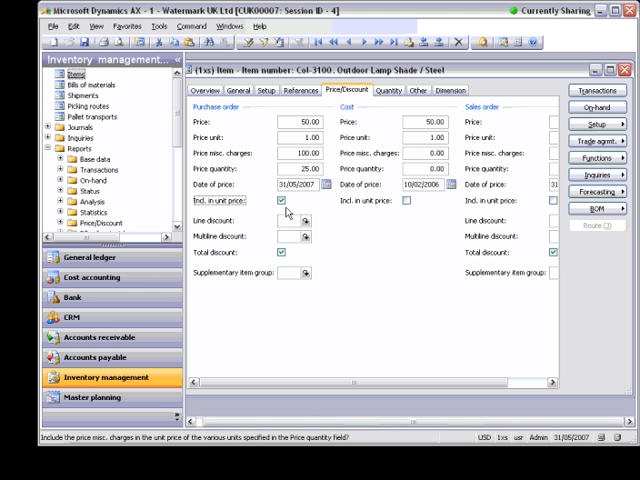 Microsoft Dynamics AX - 1 - Watermark UK Ltd [CUK00007: Session ID - 4]
Currently Sharing
File Edit View Favorites Tools Command Windows Help
Inventory management...
Items
Bills of materials
Shipments
Picking routes
Pallet transports
Journals
Inquiries
Reports
Base data
Transactions
On-hand
Status
Analysis
Statistics
Price/Discount
General ledger
Cost accounting
Bank
CRM
Accounts receivable
Accounts payable
Inventory management
Master planning
(1xs) Item - Item number: Col-3100, Outdoor Lamp Shade / Steel
Overview General Setup References Price/Discount Quantity Other Dimension
Purchase order Cost Sales order
Price: 50.00 Price: 50.00 Price:
Price unit: 1.00 Price unit: 1.00 Price unit:
Price misc. charges: 100.00 Price misc. charges: 0.00 Price misc. charges:
Price quantity: 25.00 Price quantity: 0.00 Price quantity:
Date of price: 31/05/2007 Date of price: 10/02/2006 Date of price: 31
Incl. in unit price: Incl. in unit price: Incl. in unit price:
Line discount: Line discount:
Multiline discount: Multiline discount:
Total discount: Total discount:
Supplementary item group: Supplementary item group:
Transactions
On-hand
Setup
Trade agrmt.
Functions
Inquiries
Forecasting
BOM
Route (J)
Include the price misc. charges in the unit price of the various units specified in the Price quantity field?
USD 1xs usr Admin 31/05/2007